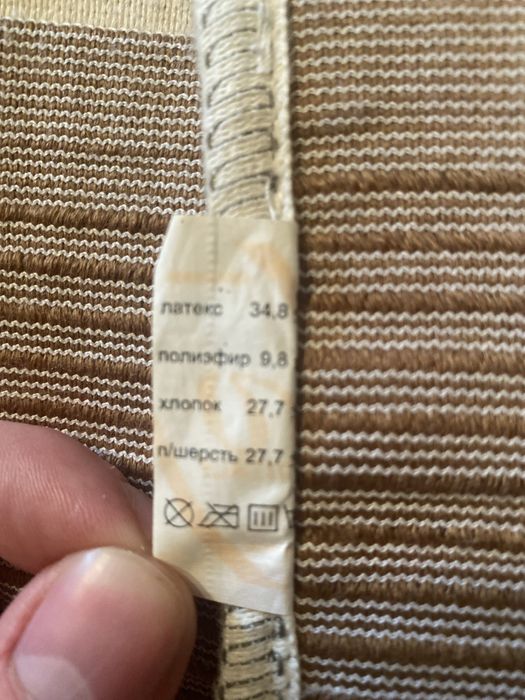 латекс 34,8
полиэфир 9,8
хлопок 27,7
п/шерсть 27,7